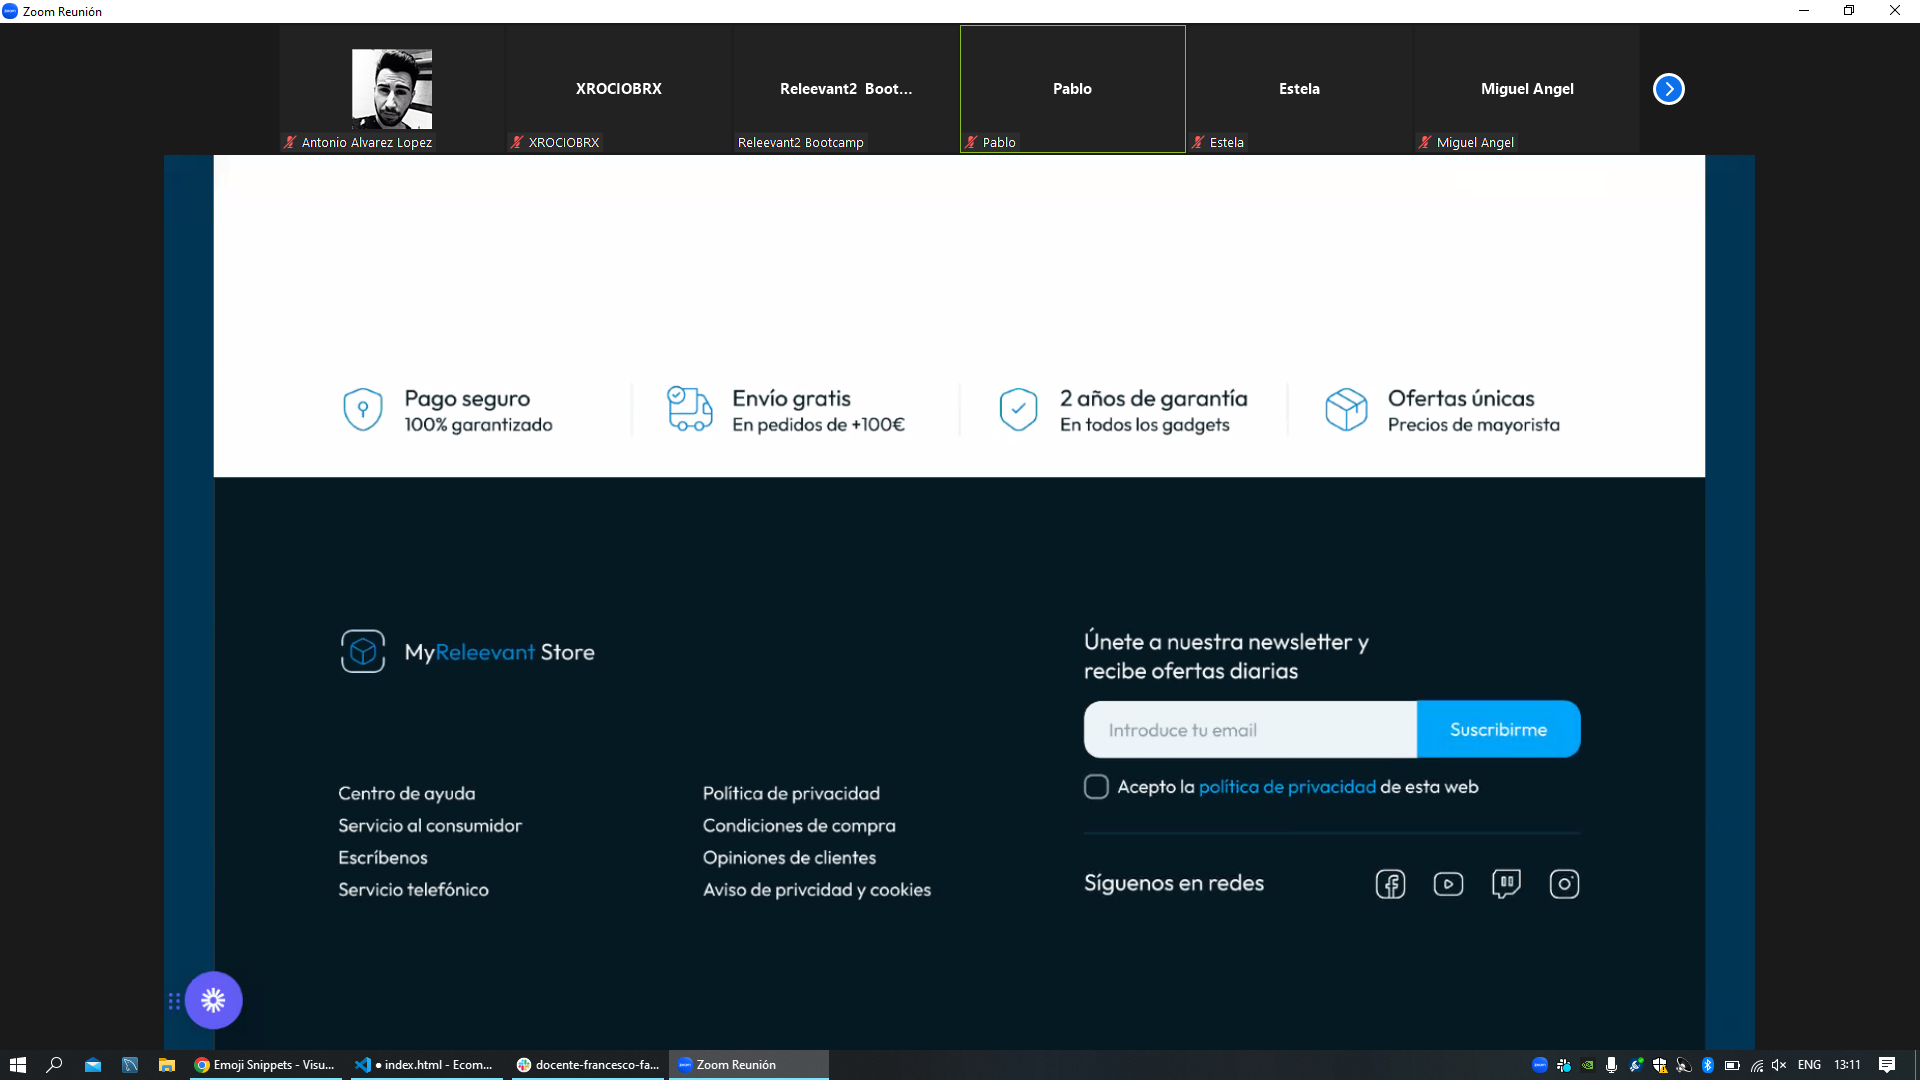 Zoom Reunión
XROCIOBRX
Releevant2 Boot...
Pablo
Estela
Miguel Angel
Antonio Alvarez Lopez
XROCIOBRX
Releevant2 Bootcamp
Pablo
Estela
Miguel Angel
Pago seguro
100% garantizado
Envío gratis
En pedidos de +100€
2 años de garantía
En todos los gadgets
Ofertas únicas
Precios de mayorista
MyReleevant Store
Únete a nuestra newsletter y
recibe ofertas diarias
Introduce tu email
Suscribirme
Acepto la política de privacidad de esta web
Centro de ayuda
Servicio al consumidor
Escríbenos
Servicio telefónico
Política de privacidad
Condiciones de compra
Opiniones de clientes
Aviso de privcidad y cookies
Síguenos en redes
Emoji Snippets - Visu...
● index.html - Ecom...
docente-francesco-fa...
Zoom Reunión
ENG
13:11